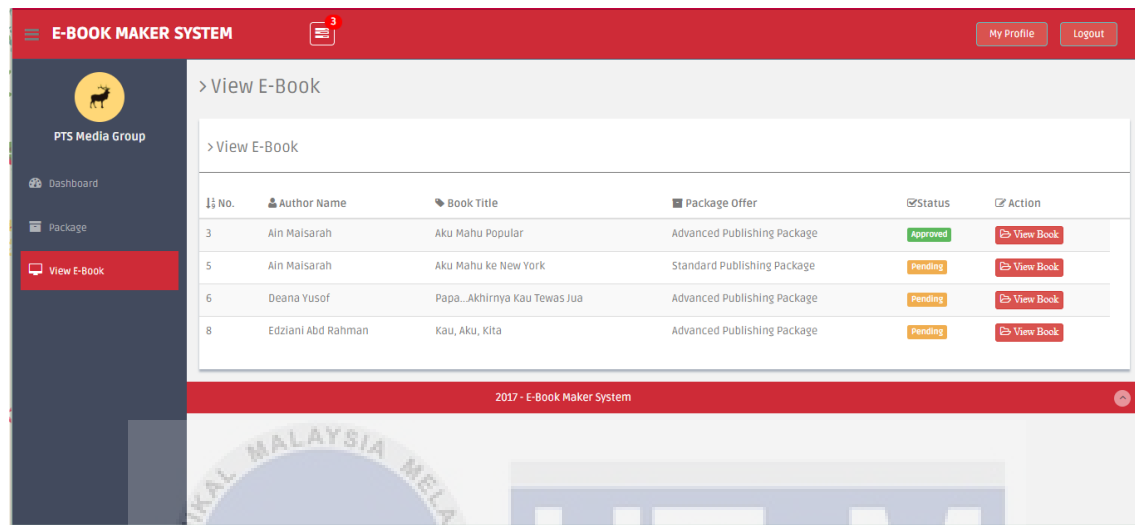 E-BOOK MAKER SYSTEM 3 My Profile Logout
PTS Media Group
Dashboard
Package
View E-Book
> View E-Book
> View E-Book
No. Author Name Book Title Package Offer Status Action
3 Ain Maisarah Aku Mahu Popular Advanced Publishing Package Approved View Book
5 Ain Maisarah Aku Mahu ke New York Standard Publishing Package Pending View Book
6 Deana Yusof Papa...Akhirnya Kau Tewas Jua Advanced Publishing Package Pending View Book
8 Edziani Abd Rahman Kau, Aku, Kita Advanced Publishing Package Pending View Book
2017 - E-Book Maker System
MALAYSIA